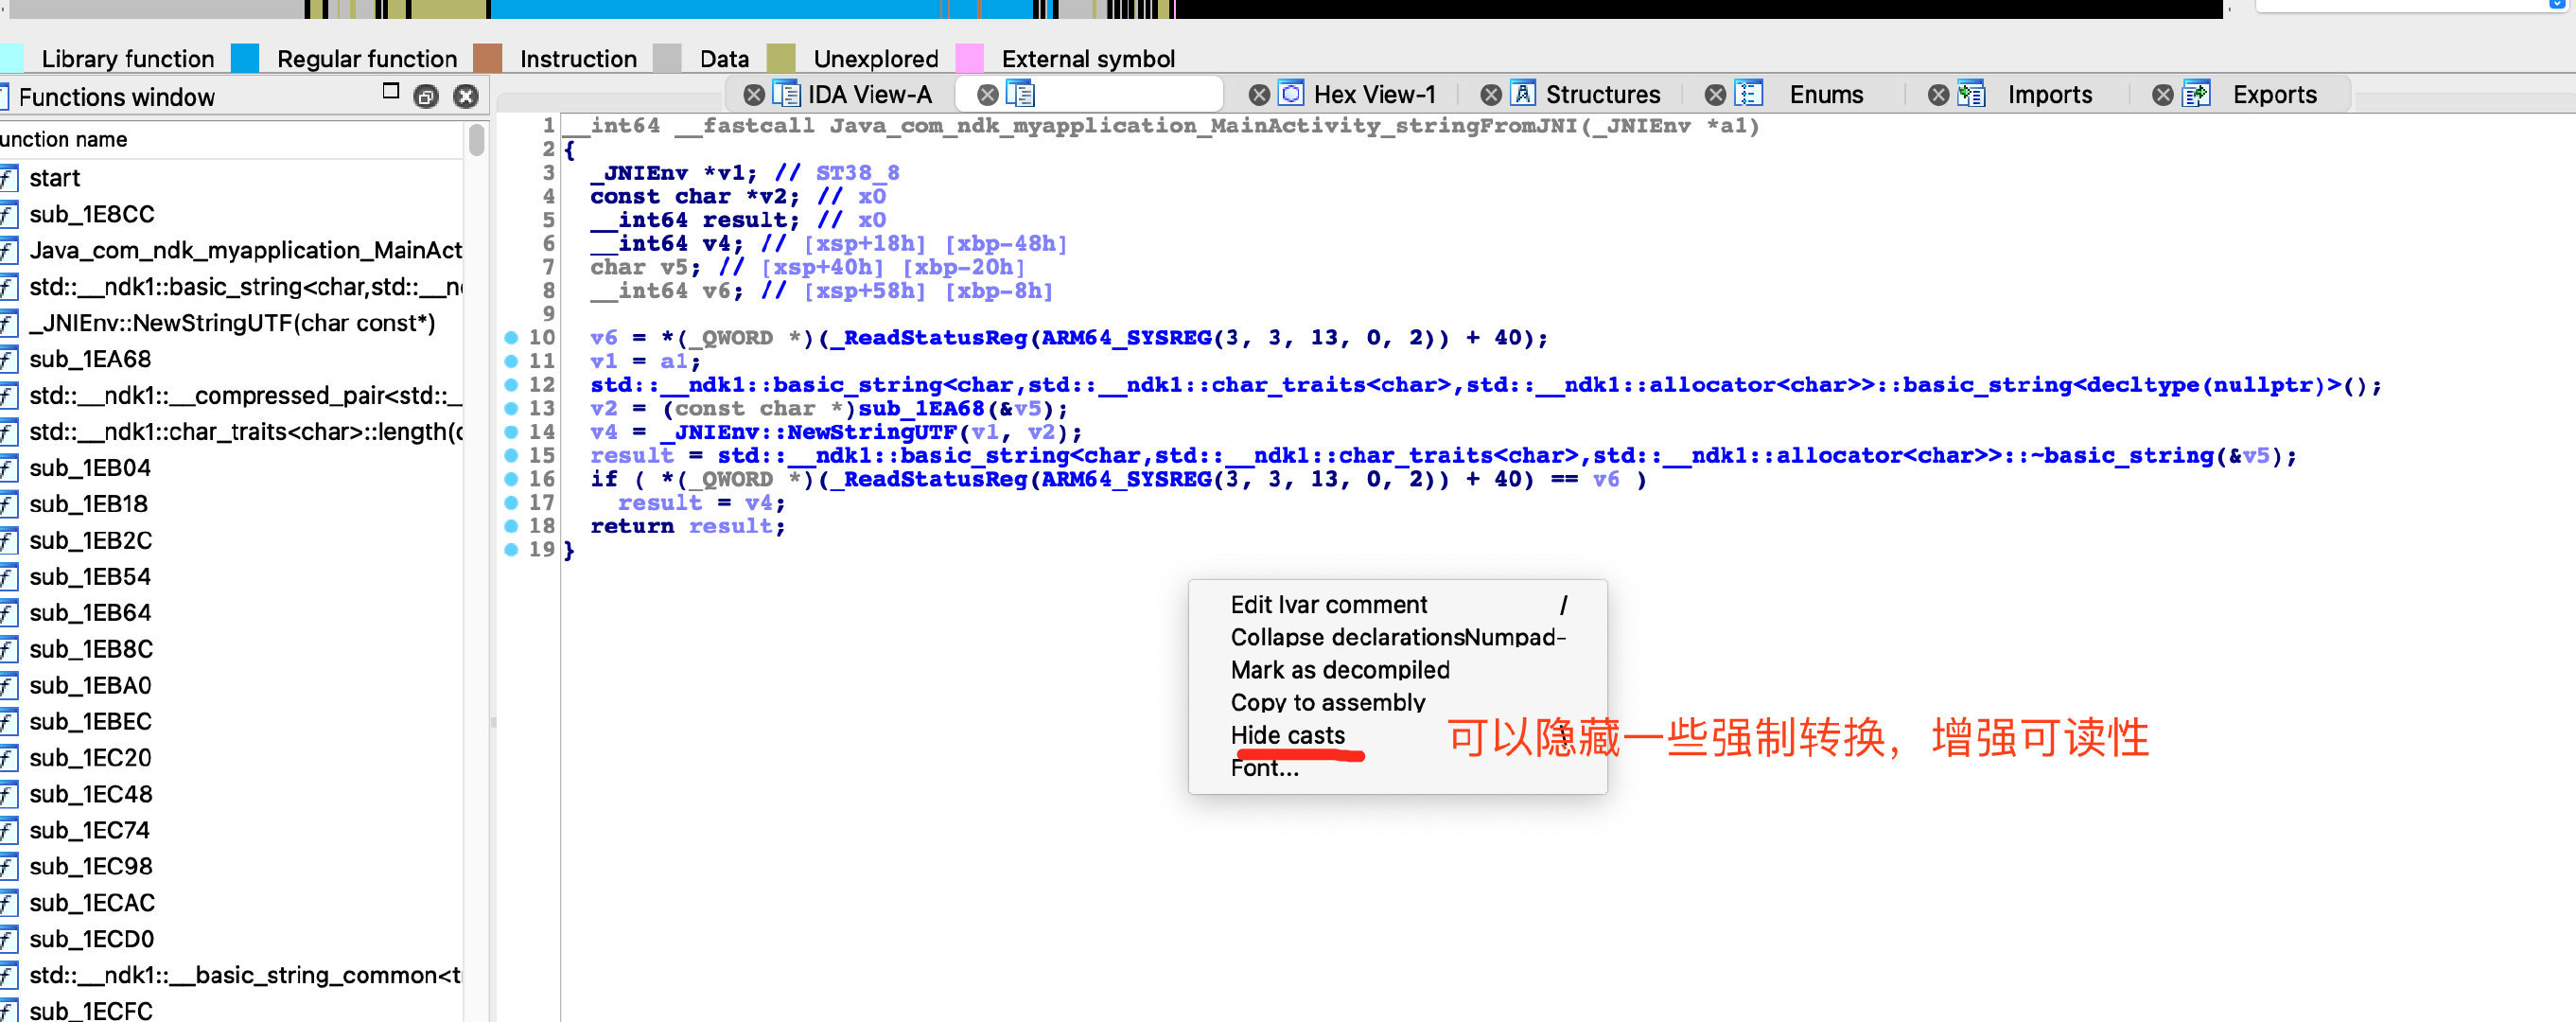 Library function Regular function Instruction Data Unexplored External symbol
Functions window
IDA View-A Hex View-1 Structures Enums Imports Exports
unction name
start
sub_1E8CC
Java_com_ndk_myapplication_MainAct
std::__ndk1::basic_string<char,std::__n
_JNIEnv::NewStringUTF(char const*)
sub_1EA68
std::__ndk1::__compressed_pair<std::_
std::__ndk1::char_traits<char>::length(c
sub_1EB04
sub_1EB18
sub_1EB2C
sub_1EB54
sub_1EB64
sub_1EB8C
sub_1EBA0
sub_1EBEC
sub_1EC20
sub_1EC48
sub_1EC74
sub_1EC98
sub_1ECAC
sub_1ECD0
std::__ndk1::__basic_string_common<t
sub_1ECFC
1 __int64 __fastcall Java_com_ndk_myapplication_MainActivity_stringFromJNI(_JNIEnv *a1)
2 {
3 _JNIEnv *v1; // ST38_8
4 const char *v2; // x0
5 __int64 result; // x0
6 __int64 v4; // [xsp+18h] [xbp-48h]
7 char v5; // [xsp+40h] [xbp-20h]
8 __int64 v6; // [xsp+58h] [xbp-8h]
9
10 v6 = *(_QWORD *)(_ReadStatusReg(ARM64_SYSREG(3, 3, 13, 0, 2)) + 40);
11 v1 = a1;
12 std::__ndk1::basic_string<char,std::__ndk1::char_traits<char>,std::__ndk1::allocator<char>>::basic_string<decltype(nullptr)>();
13 v2 = (const char *)sub_1EA68(&v5);
14 v4 = _JNIEnv::NewStringUTF(v1, v2);
15 result = std::__ndk1::basic_string<char,std::__ndk1::char_traits<char>,std::__ndk1::allocator<char>>::~basic_string(&v5);
16 if ( *(_QWORD *)(_ReadStatusReg(ARM64_SYSREG(3, 3, 13, 0, 2)) + 40) == v6 )
17 result = v4;
18 return result;
19 }
Edit lvar comment /
Collapse declarationsNumpad-
Mark as decompiled
Copy to assembly
Hide casts \
可以隐藏一些强制转换，增强可读性
Font...